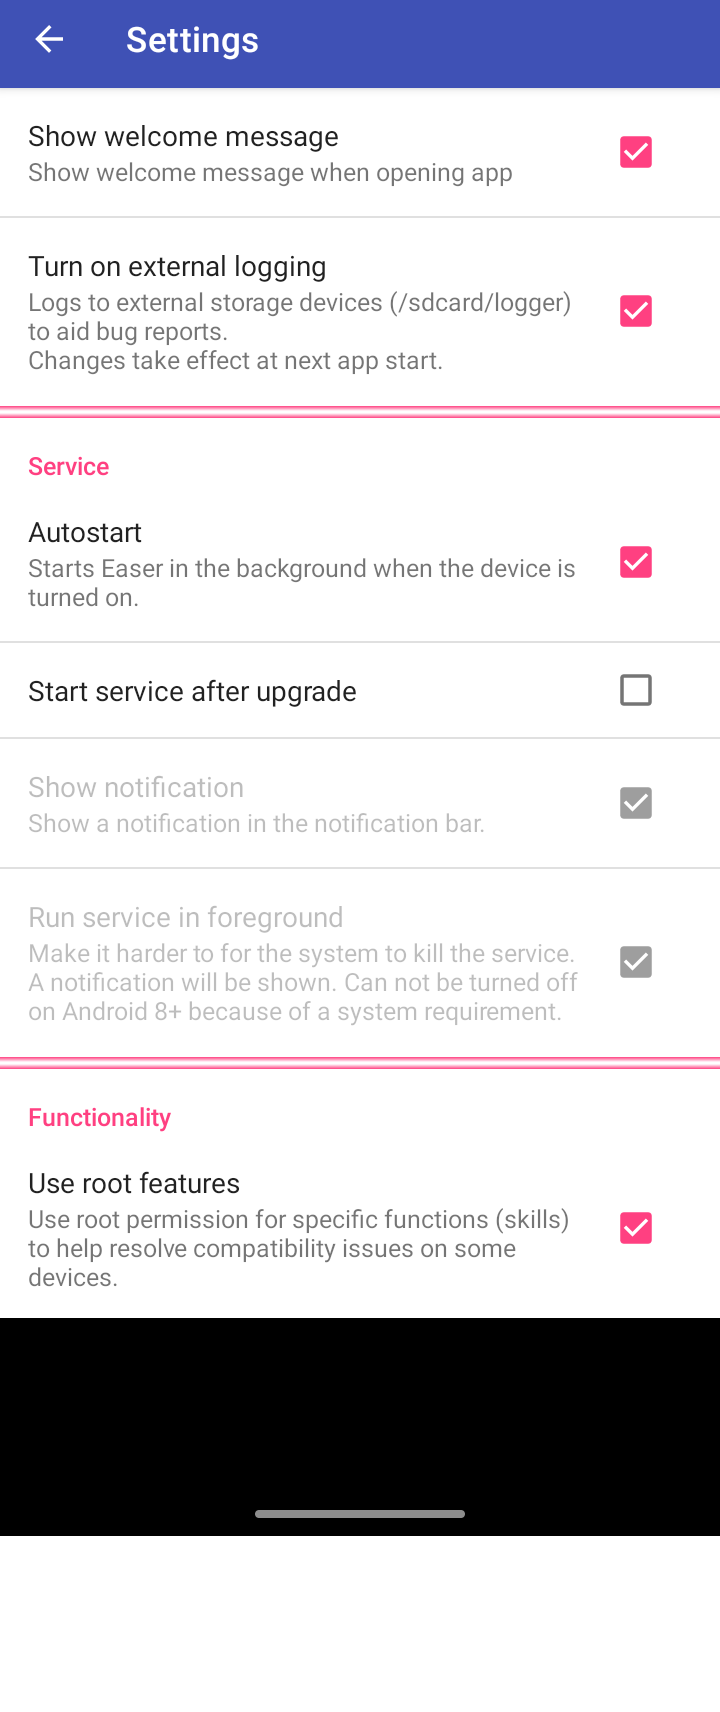 Settings
Show welcome message
Show welcome message when opening app
Turn on external logging
Logs to external storage devices (/sdcard/logger)
to aid bug reports.
Changes take effect at next app start.
Service
Autostart
Starts Easer in the background when the device is
turned on.
Start service after upgrade
Show notification
Show a notification in the notification bar.
Run service in foreground
Make it harder to for the system to kill the service.
A notification will be shown. Can not be turned off
on Android 8+ because of a system requirement.
Functionality
Use root features
Use root permission for specific functions (skills)
to help resolve compatibility issues on some
devices.